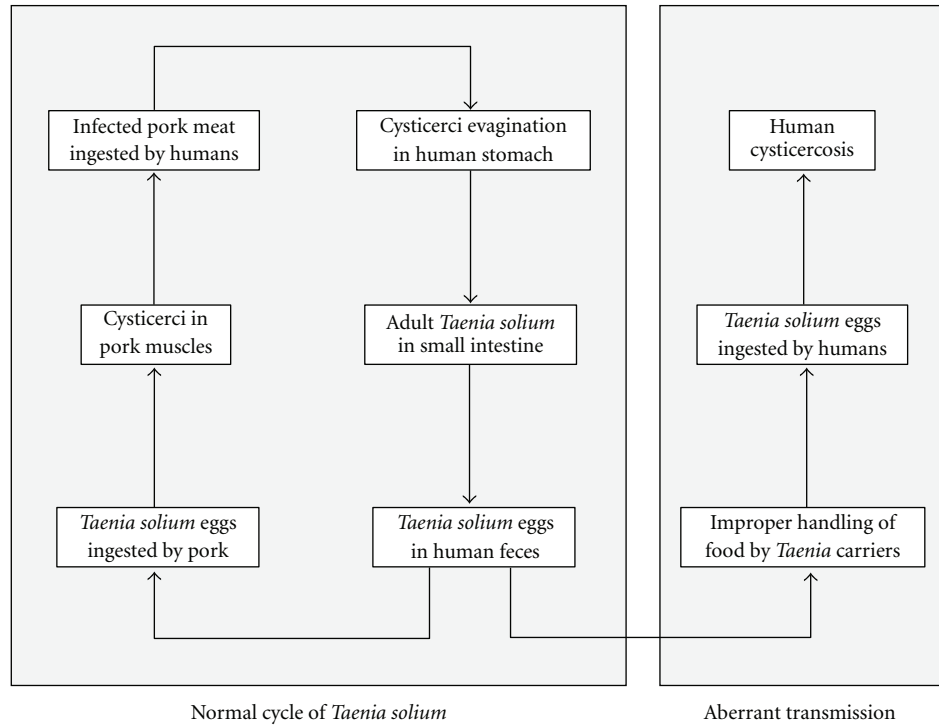 Infected pork meat
ingested by humans
Cysticerci evagination
in human stomach
Human
cysticercosis
Cysticerci in
pork muscles
Adult Taenia solium
in small intestine
Taenia solium eggs
ingested by humans
Taenia solium eggs
ingested by pork
Taenia solium eggs
in human feces
Improper handling of
food by Taenia carriers
Normal cycle of Taenia solium
Aberrant transmission